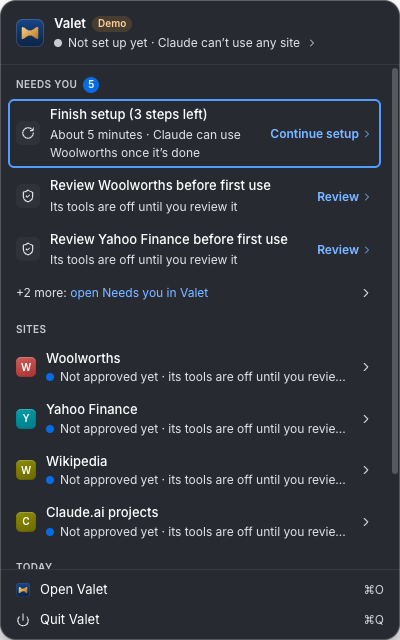 Valet Demo
Not set up yet · Claude can’t use any site
NEEDS YOU 5
Finish setup (3 steps left)
About 5 minutes · Claude can use
Woolworths once it’s done
Continue setup
Review Woolworths before first use
Its tools are off until you review it
Review
Review Yahoo Finance before first use
Its tools are off until you review it
Review
+2 more: open Needs you in Valet
SITES
W
Woolworths
Not approved yet · its tools are off until you revie…
Y
Yahoo Finance
Not approved yet · its tools are off until you revie…
W
Wikipedia
Not approved yet · its tools are off until you revie…
C
Claude.ai projects
Not approved yet · its tools are off until you revie…
TODAY
Open Valet ⌘O
Quit Valet ⌘Q